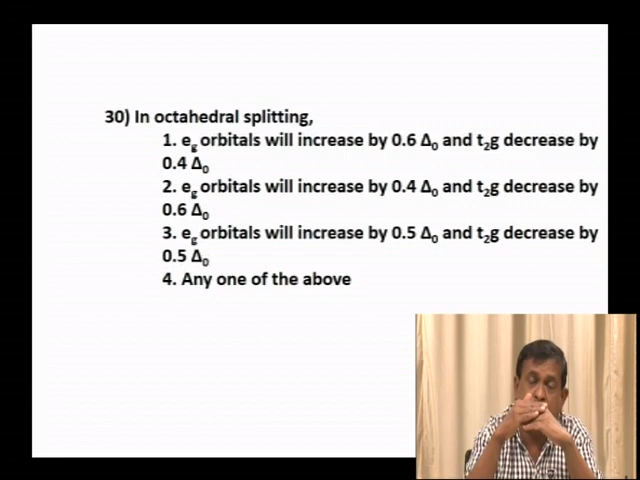 30) In octahedral splitting,
1. eg orbitals will increase by 0.6 Δ0 and t2g decrease by
0.4 Δ0
2. eg orbitals will increase by 0.4 Δ0 and t2g decrease by
0.6 Δ0
3. eg orbitals will increase by 0.5 Δ0 and t2g decrease by
0.5 Δ0
4. Any one of the above